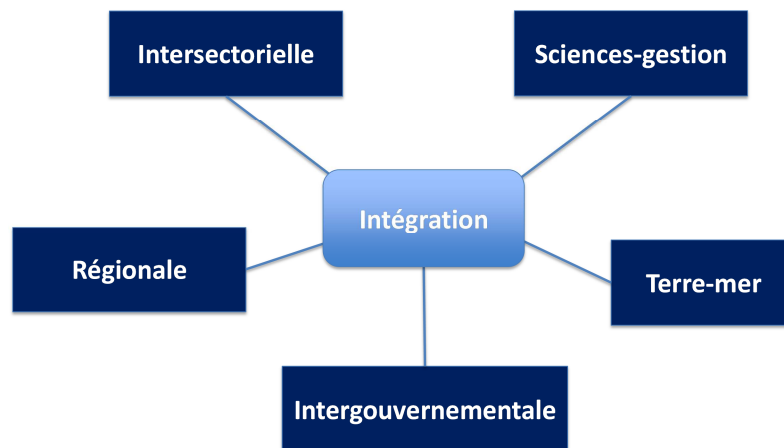 Intersectorielle
Sciences-gestion
Intégration
Régionale
Terre-mer
Intergouvernementale